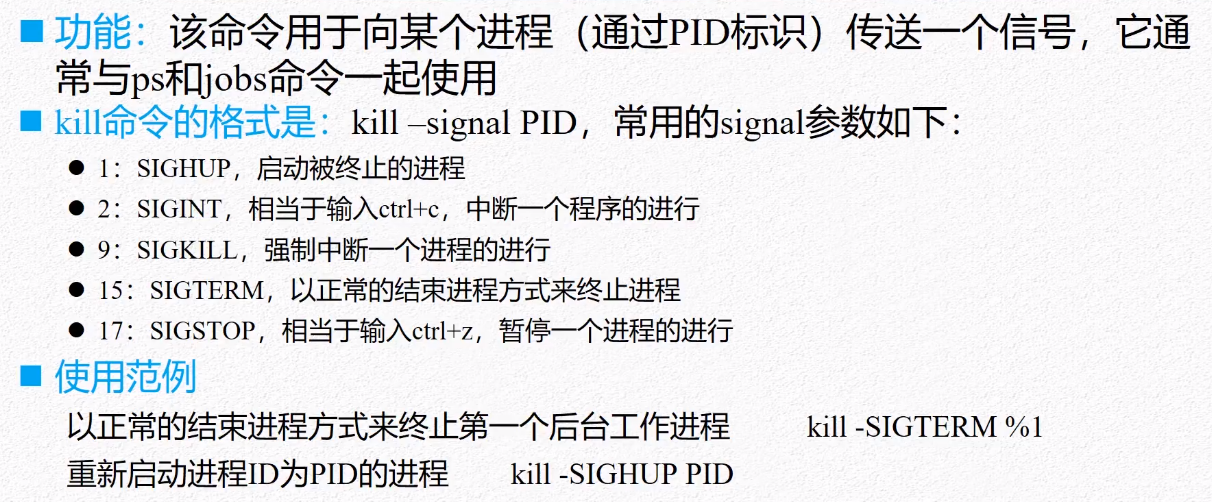 功能：该命令用于向某个进程（通过PID标识）传送一个信号，它通
常与ps和jobs命令一起使用
kill命令的格式是：kill –signal PID，常用的signal参数如下：
1：SIGHUP，启动被终止的进程
2：SIGINT，相当于输入ctrl+c，中断一个程序的进行
9：SIGKILL，强制中断一个进程的进行
15：SIGTERM，以正常的结束进程方式来终止进程
17：SIGSTOP，相当于输入ctrl+z，暂停一个进程的进行
使用范例
以正常的结束进程方式来终止第一个后台工作进程 kill -SIGTERM %1
重新启动进程ID为PID的进程 kill -SIGHUP PID